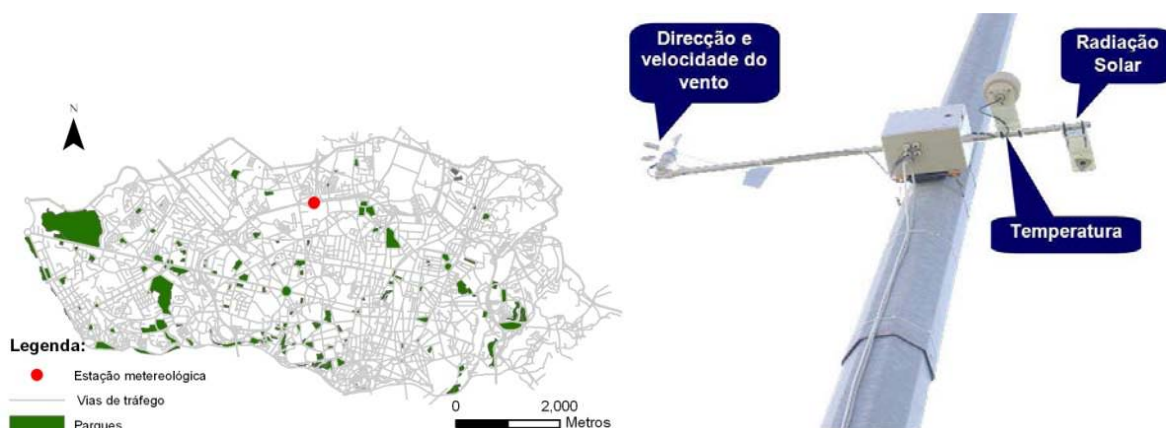 N
Legenda:
Estação metereológica
Vias de tráfego
Parques
0 2,000
Metros
Direcção e
velocidade do
vento
Radiação
Solar
Temperatura